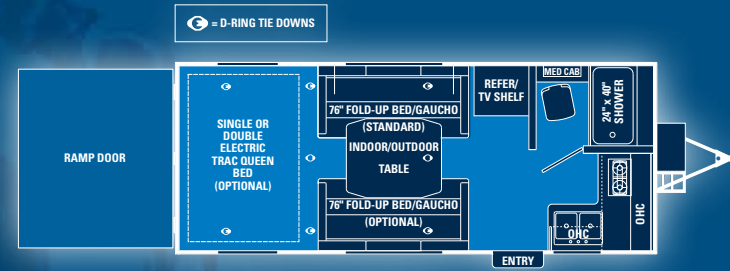 = D-RING TIE DOWNS
RAMP DOOR
SINGLE OR
DOUBLE
ELECTRIC
TRAC QUEEN
BED
(OPTIONAL)
76" FOLD-UP BED/GAUCHO
(STANDARD)
INDOOR/OUTDOOR
TABLE
76" FOLD-UP BED/GAUCHO
(OPTIONAL)
REFER/
TV SHELF
MED CAB
24" x 40"
SHOWER
OHC
OHC
ENTRY